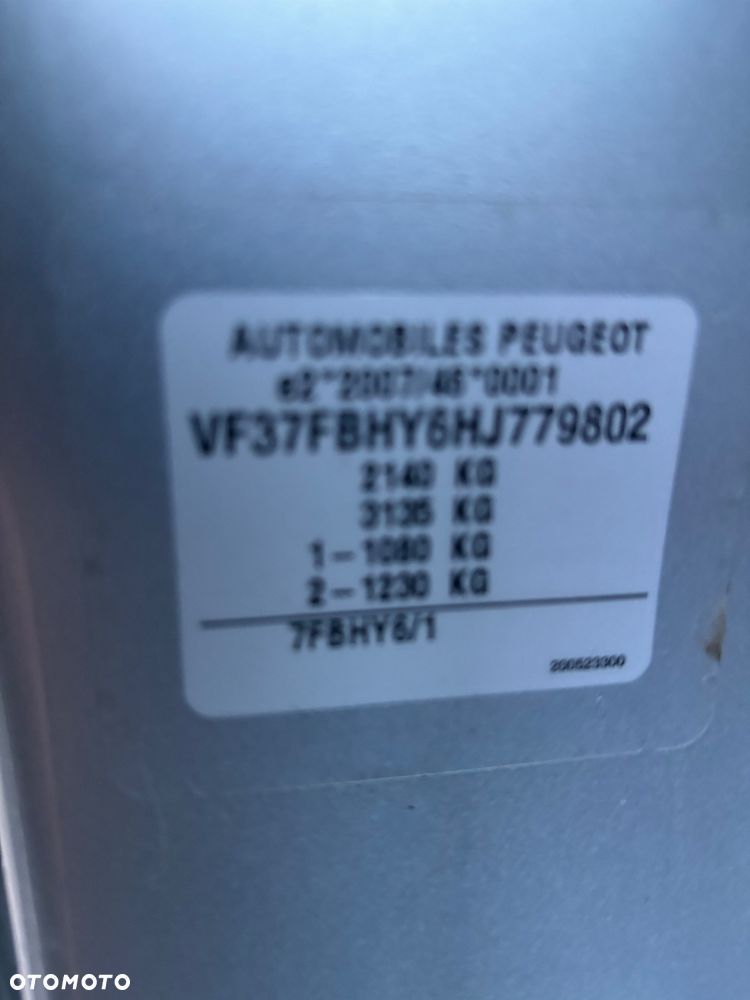 AUTOMOBILES PEUGEOT
e2*2007/46*0001
VF37FBHY6HJ779802
2140 KG
3135 KG
1-1080 KG
2-1230 KG
7FBHY6/1
200523300
OTOMOTO